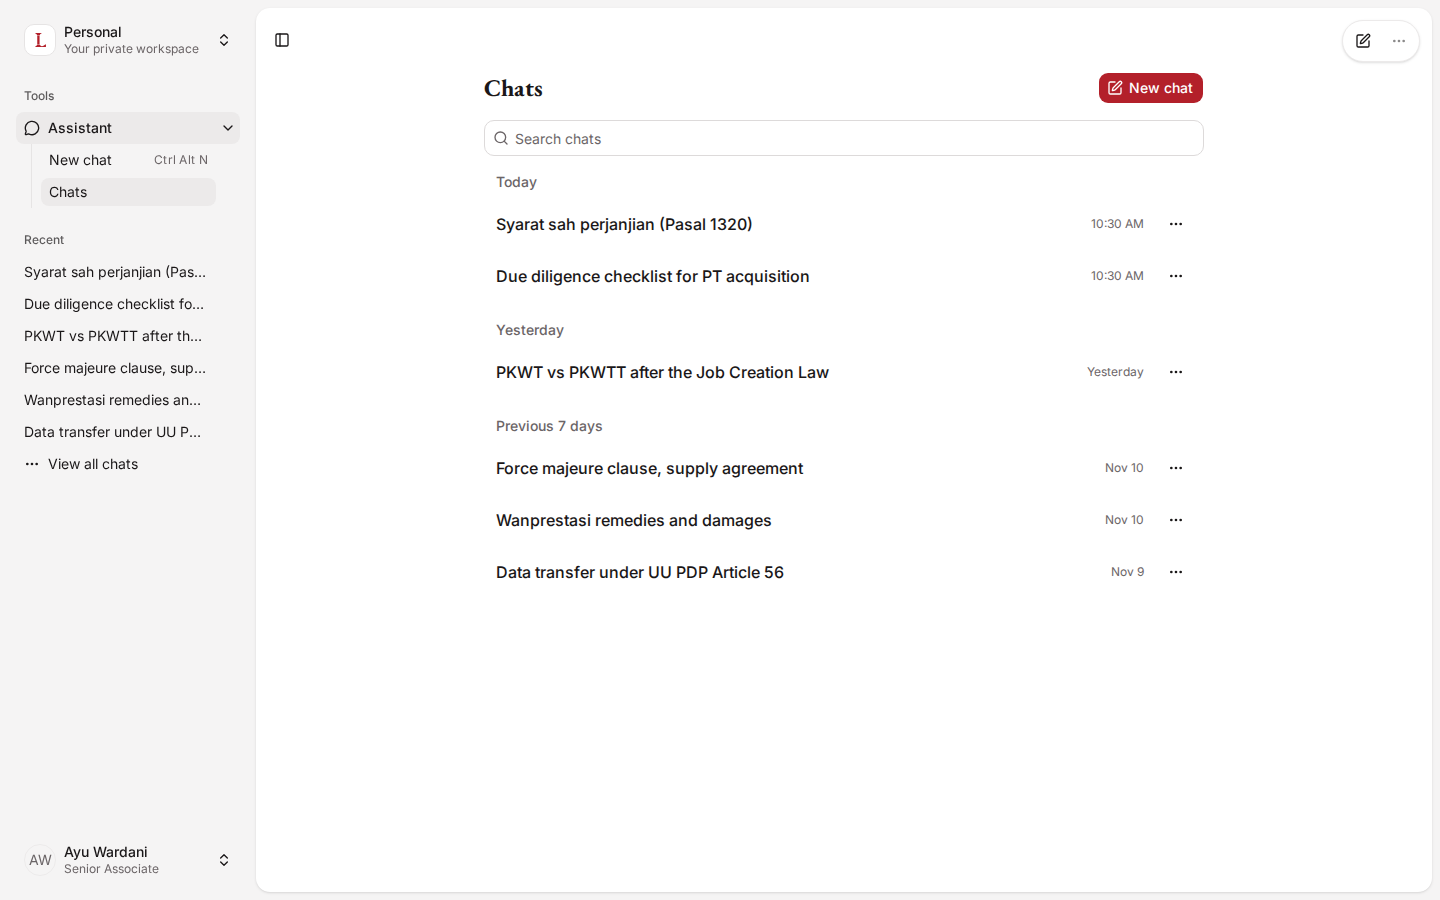 L
Personal
Your private workspace
Tools
Assistant
New chat Ctrl Alt N
Chats
Recent
Syarat sah perjanjian (Pas...
Due diligence checklist fo...
PKWT vs PKWTT after th...
Force majeure clause, sup...
Wanprestasi remedies an...
Data transfer under UU P...
View all chats
AW
Ayu Wardani
Senior Associate
Chats
New chat
Search chats
Today
Syarat sah perjanjian (Pasal 1320) 10:30 AM
Due diligence checklist for PT acquisition 10:30 AM
Yesterday
PKWT vs PKWTT after the Job Creation Law Yesterday
Previous 7 days
Force majeure clause, supply agreement Nov 10
Wanprestasi remedies and damages Nov 10
Data transfer under UU PDP Article 56 Nov 9